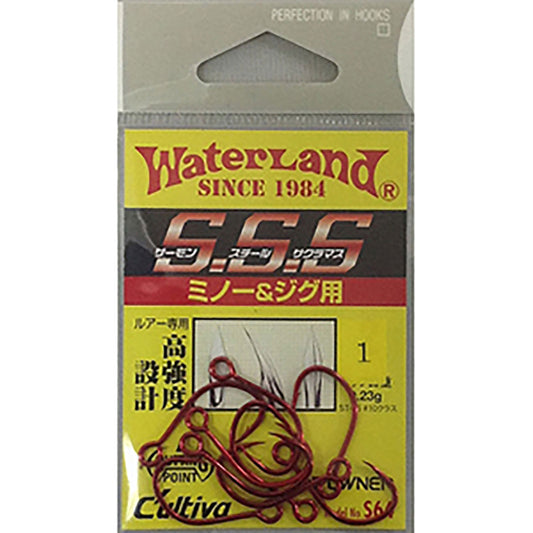 PERFECTION IN HOOKS
WaterLand®
SINCE 1984
S.S.S
サーモン スチール サクラマス
ミノー&ジグ用
ルアー専用
高強度
設計
1
.23g
POINT
C'ultiva
OWNER